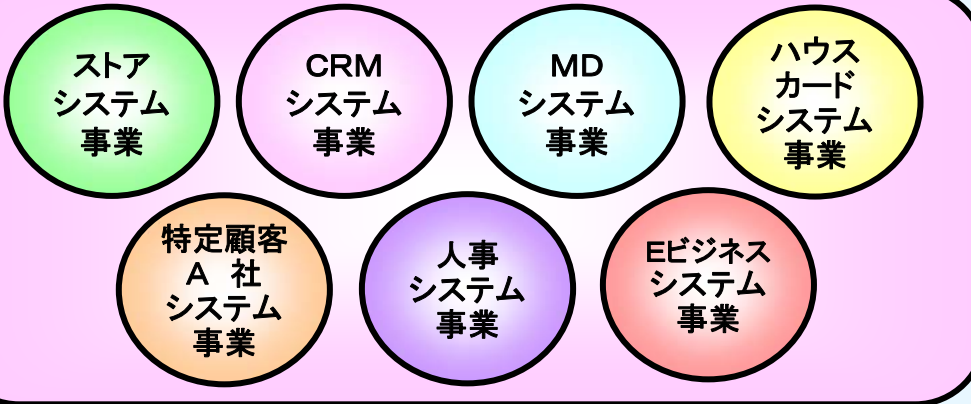 ストア
システム
事業
CRM
システム
事業
MD
システム
事業
ハウス
カード
システム
事業
特定顧客
A 社
システム
事業
人事
システム
事業
Eビジネス
システム
事業